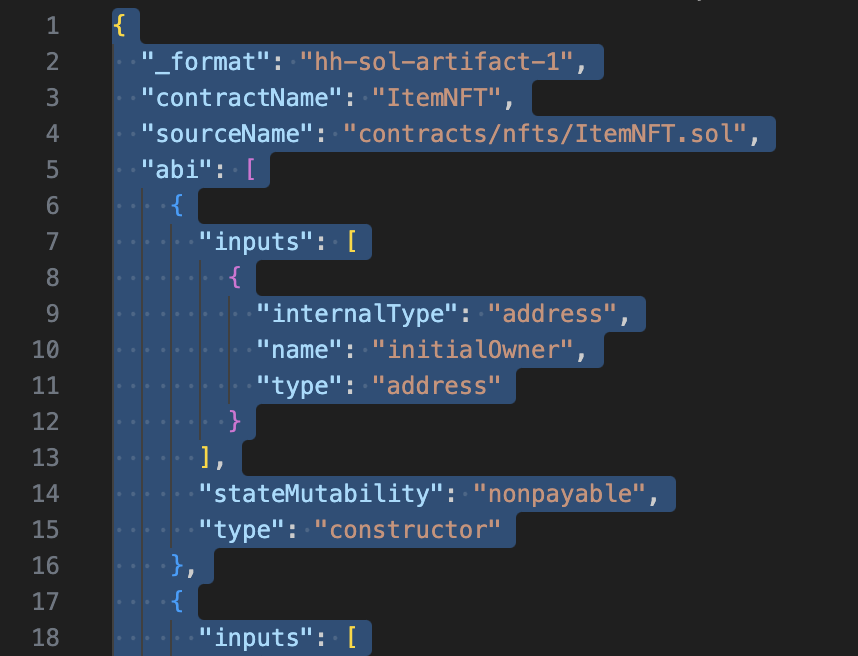 1 {
2   "_format": "hh-sol-artifact-1",
3   "contractName": "ItemNFT",
4   "sourceName": "contracts/nfts/ItemNFT.sol",
5   "abi": [
6     {
7       "inputs": [
8         {
9           "internalType": "address",
10           "name": "initialOwner",
11           "type": "address"
12         }
13       ],
14       "stateMutability": "nonpayable",
15       "type": "constructor"
16     },
17     {
18       "inputs": [